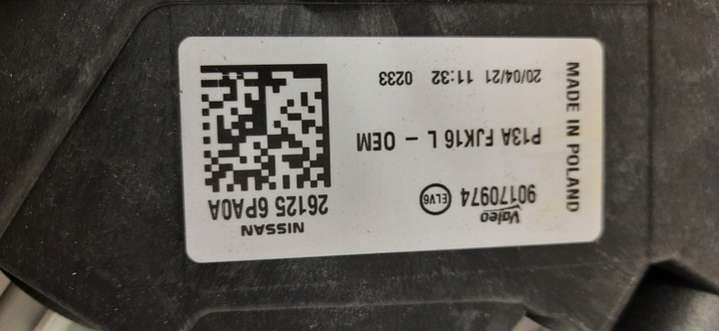 NISSAN
26125 6PA0A
Valeo
90170974 ELV6
P13A FJK16 L - OEM
20/04/21 11:32 0233
MADE IN POLAND